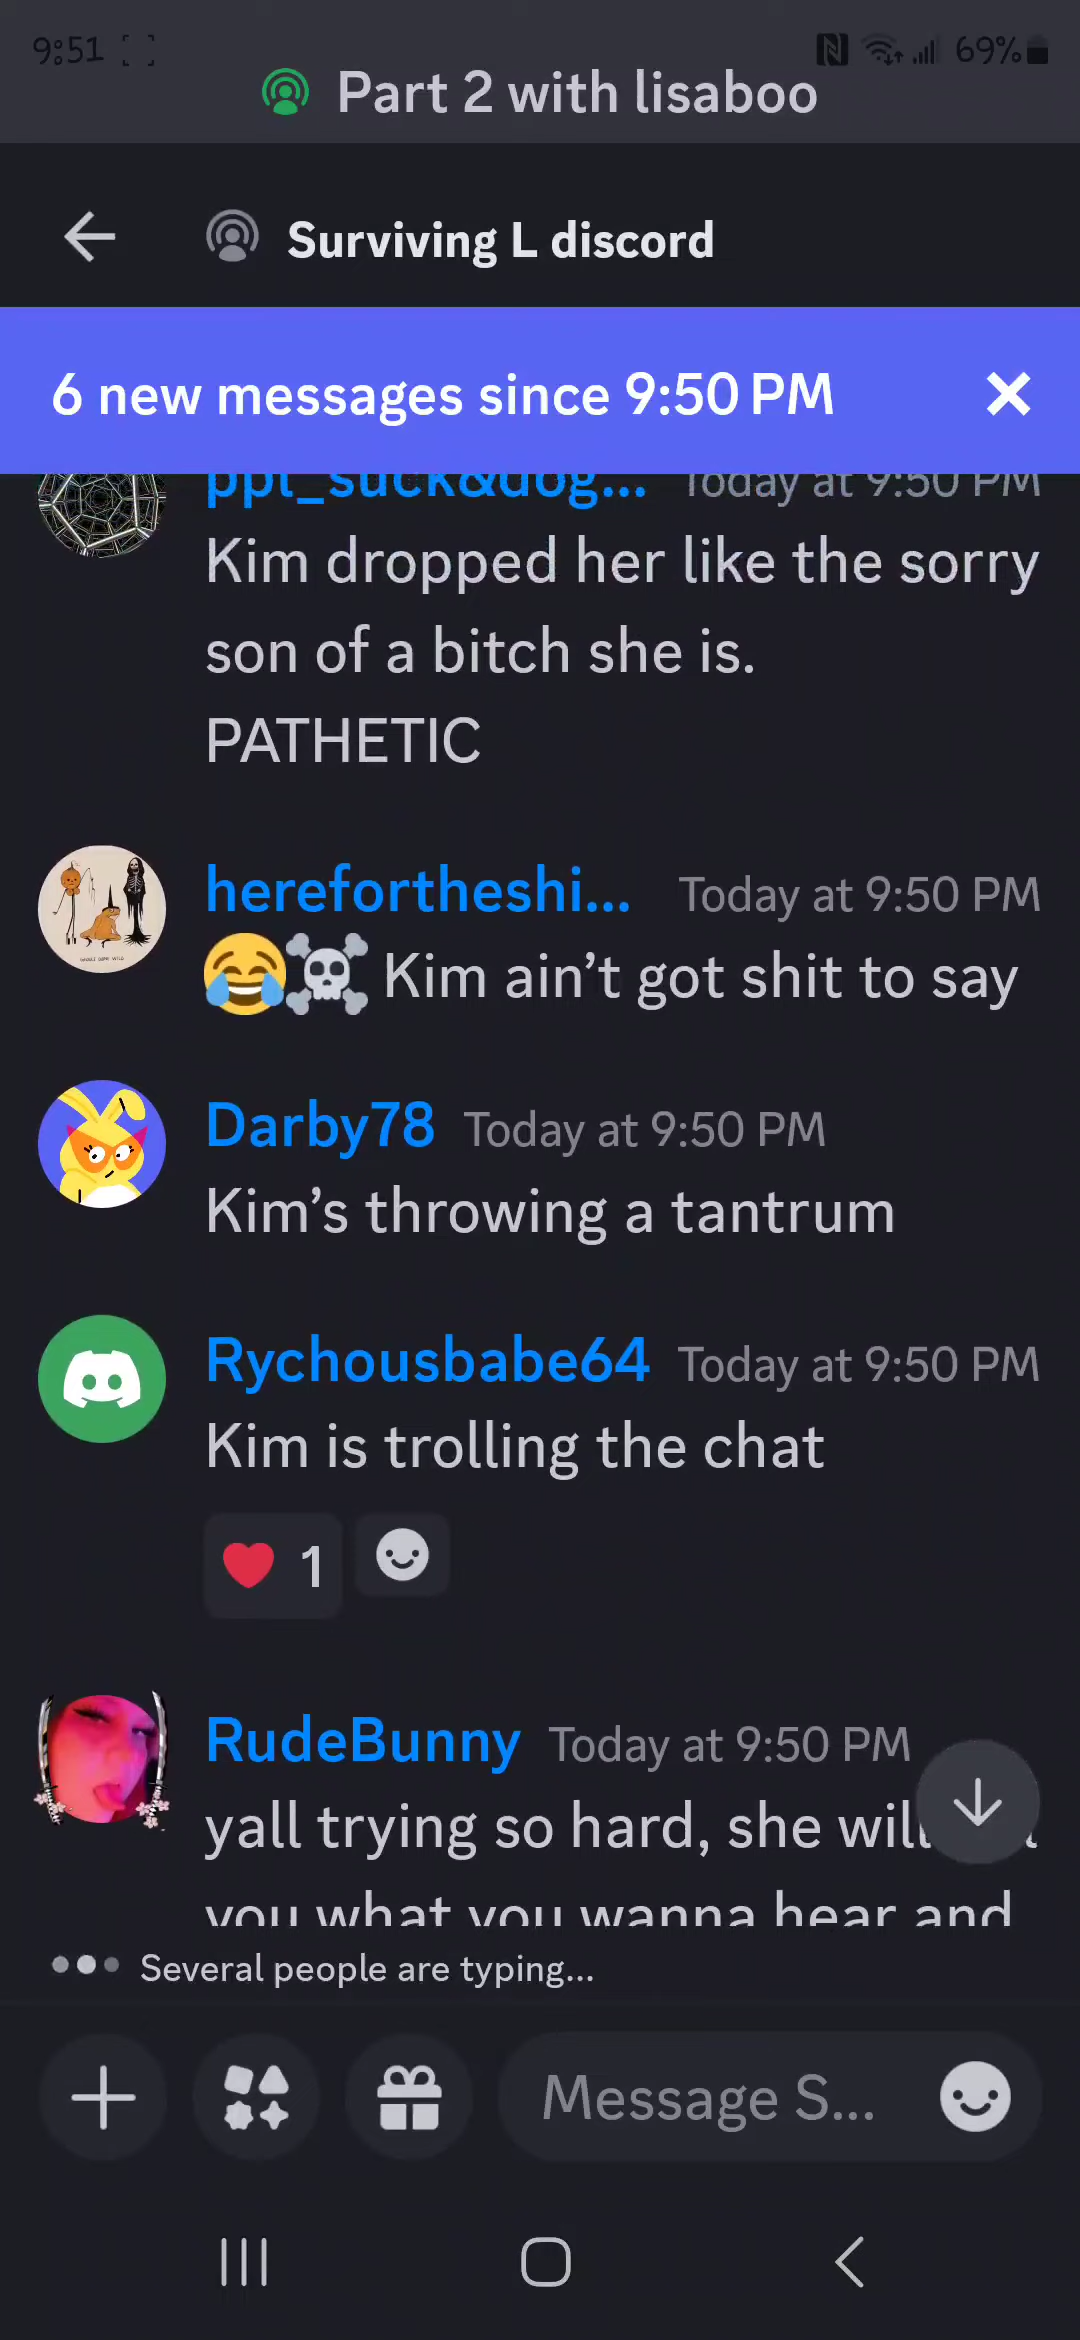 9:51
69%
Part 2 with lisaboo
Surviving L discord
6 new messages since 9:50 PM
ppl_suck&dog... Today at 9:50 PM
Kim dropped her like the sorry
son of a bitch she is.
PATHETIC
herefortheshi... Today at 9:50 PM
😂☠️ Kim ain't got shit to say
Darby78 Today at 9:50 PM
Kim's throwing a tantrum
Rychousbabe64 Today at 9:50 PM
Kim is trolling the chat
❤️ 1
RudeBunny Today at 9:50 PM
yall trying so hard, she will
you what you wanna hear and
Several people are typing...
Message S...